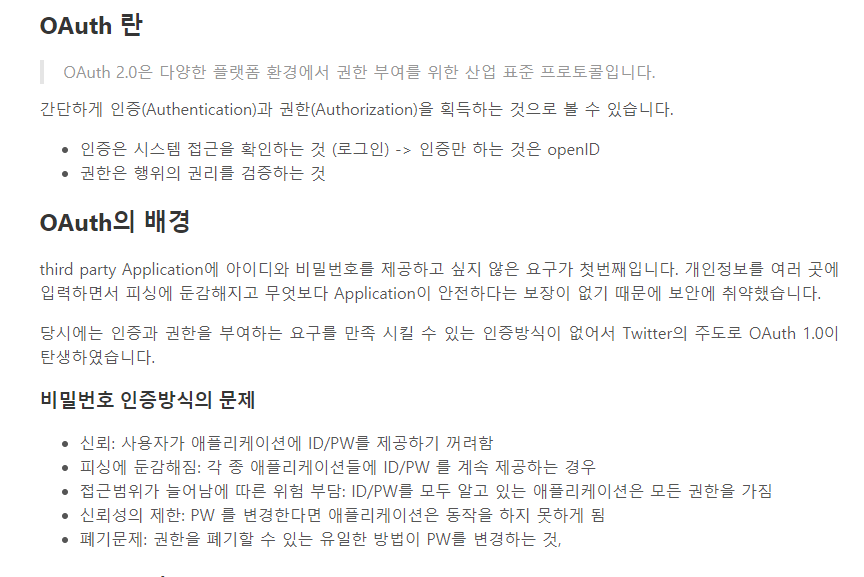 OAuth 란
OAuth 2.0은 다양한 플랫폼 환경에서 권한 부여를 위한 산업 표준 프로토콜입니다.
간단하게 인증(Authentication)과 권한(Authorization)을 획득하는 것으로 볼 수 있습니다.
• 인증은 시스템 접근을 확인하는 것 (로그인) -> 인증만 하는 것은 openID
• 권한은 행위의 권리를 검증하는 것
OAuth의 배경
third party Application에 아이디와 비밀번호를 제공하고 싶지 않은 요구가 첫번째입니다. 개인정보를 여러 곳에
입력하면서 피싱에 둔감해지고 무엇보다 Application이 안전하다는 보장이 없기 때문에 보안에 취약했습니다.
당시에는 인증과 권한을 부여하는 요구를 만족 시킬 수 있는 인증방식이 없어서 Twitter의 주도로 OAuth 1.0이
탄생하였습니다.
비밀번호 인증방식의 문제
• 신뢰: 사용자가 애플리케이션에 ID/PW를 제공하기 꺼려함
• 피싱에 둔감해짐: 각 종 애플리케이션들에 ID/PW 를 계속 제공하는 경우
• 접근범위가 늘어남에 따른 위험 부담: ID/PW를 모두 알고 있는 애플리케이션은 모든 권한을 가짐
• 신뢰성의 제한: PW 를 변경한다면 애플리케이션은 동작을 하지 못하게 됨
• 폐기문제: 권한을 폐기할 수 있는 유일한 방법이 PW를 변경하는 것,